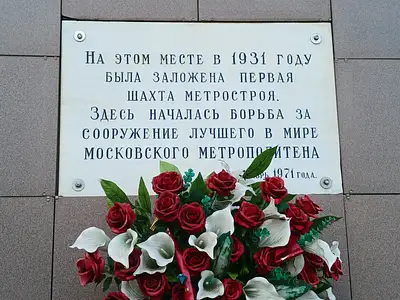 На этом месте в 1931 году
была заложена первая
шахта метростроя.
Здесь началась борьба за
сооружение лучшего в мире
московского метрополитена
1971 года.